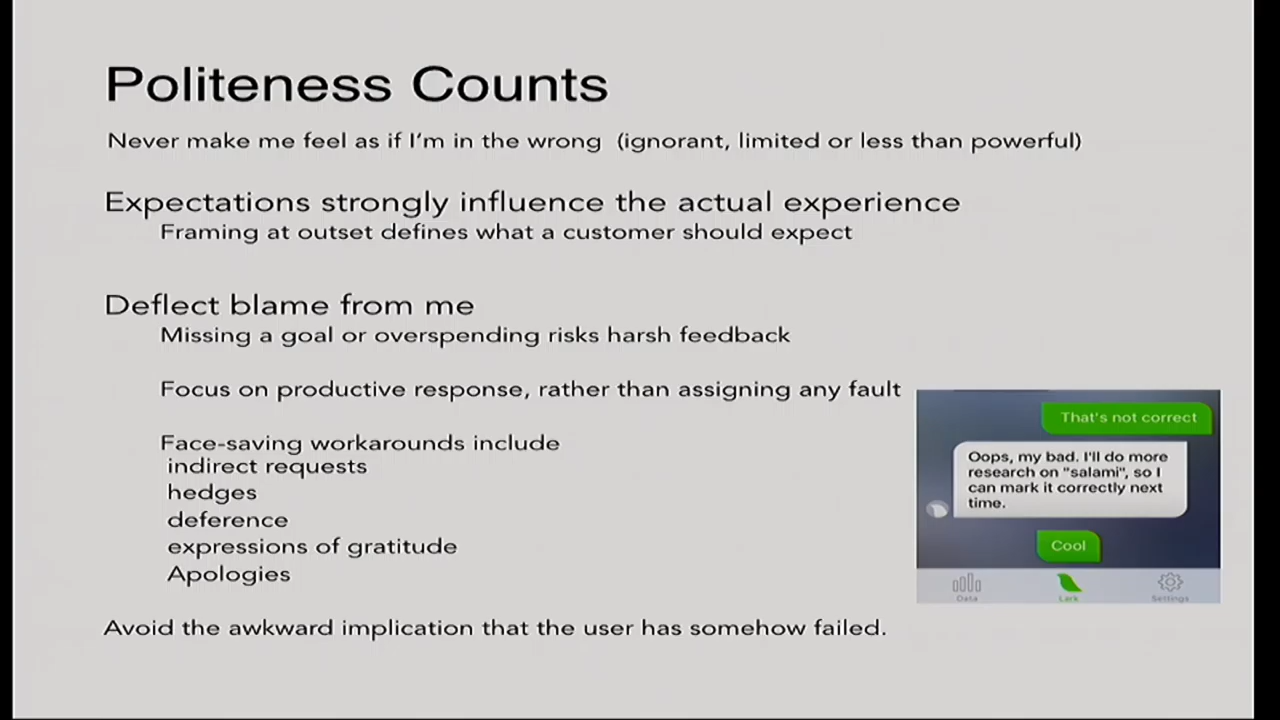 Politeness Counts
Never make me feel as if I'm in the wrong (ignorant, limited or less than powerful)
Expectations strongly influence the actual experience
Framing at outset defines what a customer should expect
Deflect blame from me
Missing a goal or overspending risks harsh feedback
Focus on productive response, rather than assigning any fault
Face-saving workarounds include
indirect requests
hedges
deference
expressions of gratitude
Apologies
That's not correct
Oops, my bad. I'll do more
research on "salami", so I
can mark it correctly next
time.
Cool
Data Lark Settings
Avoid the awkward implication that the user has somehow failed.